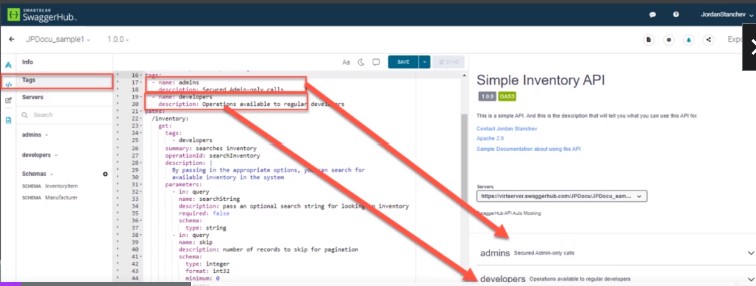 SMARTBEAR
SwaggerHub.
JordanStanchev
JPDocu_sample1
1.0.0
Info
Tags
Servers
Search
admins
developers
Schemas
SCHEMA InventoryItem
SCHEMA Manufacturer
SAVE
SYNC
16 tags:
17 - name: admins
18 description: Secured Admin-only calls
19 - name: developers
20 description: Operations available to regular developers
21 paths:
22 /inventory:
23 get:
24 tags:
25 - developers
26 summary: searches inventory
27 operationId: searchInventory
28 description: |
29 By passing in the appropriate options, you can search for
30 available inventory in the system
31 parameters:
32 - in: query
33 name: searchString
34 description: pass an optional search string for looking up inventory
35 required: false
36 schema:
37 type: string
38 - in: query
39 name: skip
40 description: number of records to skip for pagination
41 schema:
42 type: integer
43 format: int32
44 minimum: 0
Simple Inventory API
1.0.0 OAS3
This is a simple API. And this is the description that will tell you what you can use this API for.
Contact Jordan Stanchev
Apache 2.0
Sample Documentation about using the API
Servers
https://virtserver.swaggerhub.com/JPDocu/JPDocu_sam...
SwaggerHub API Auto Mocking
admins Secured Admin-only calls
developers Operations available to regular developers